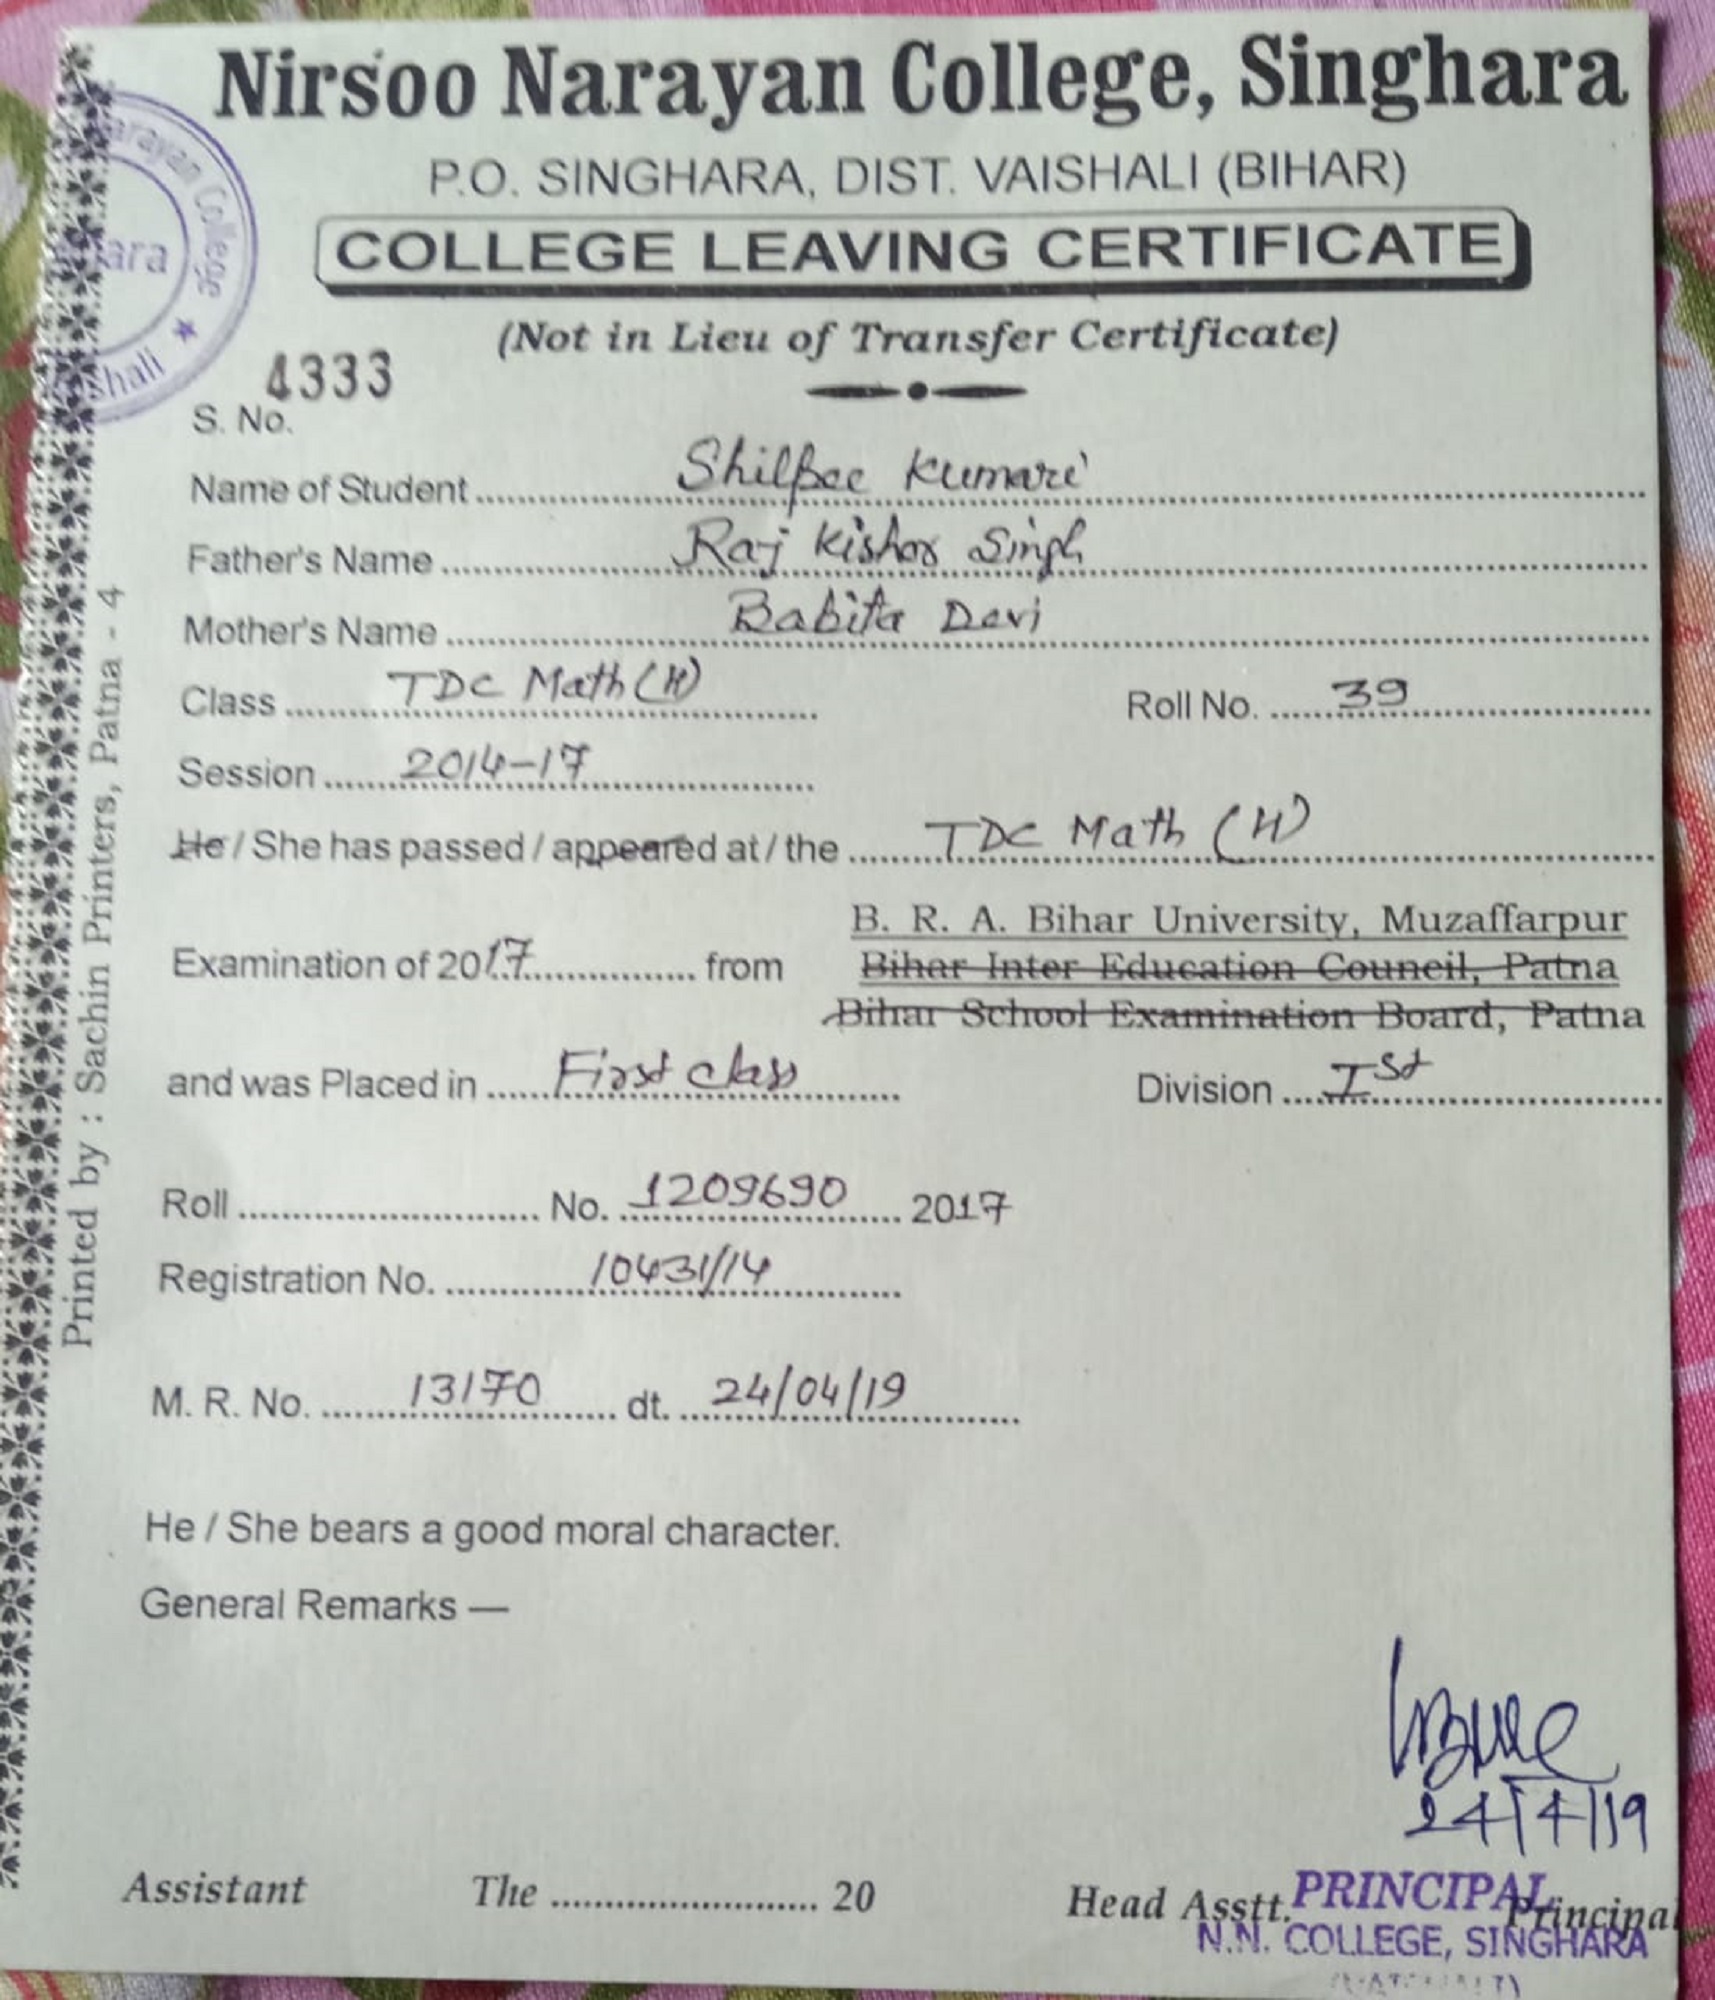 Nirsoo Narayan College, Singhara
P.O. SINGHARA, DIST. VAISHALI (BIHAR)
COLLEGE LEAVING CERTIFICATE
(Not in Lieu of Transfer Certificate)
arayan College
ara
shali ★
4333
S. No.
Name of Student Shilpee Kumari
Father's Name Raj Kishor Singh
Mother's Name Babita Devi
Class TDC Math (H) Roll No. 39
Session 2014-17
He / She has passed / appeared at / the TDC Math (H)
B. R. A. Bihar University, Muzaffarpur
Examination of 2017 from Bihar Inter Education Council, Patna
Bihar School Examination Board, Patna
and was Placed in First class Division Ist
Roll No. 1209690 2017
Registration No. 10431/14
M. R. No. 13170 dt. 24/04/19
He / She bears a good moral character.
General Remarks —
24/4/19
Assistant The 20 Head Asstt. Principal
PRINCIPAL
N.N. COLLEGE, SINGHARA
Printed by : Sachin Printers, Patna - 4